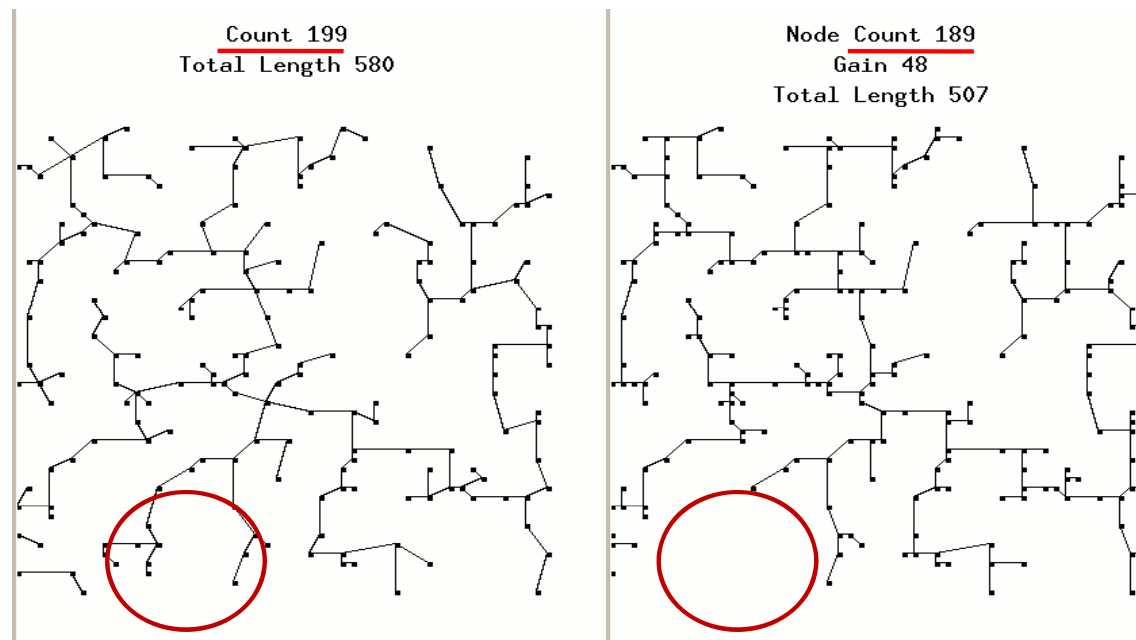 Count 199
Total Length 580
Node Count 189
Gain 48
Total Length 507